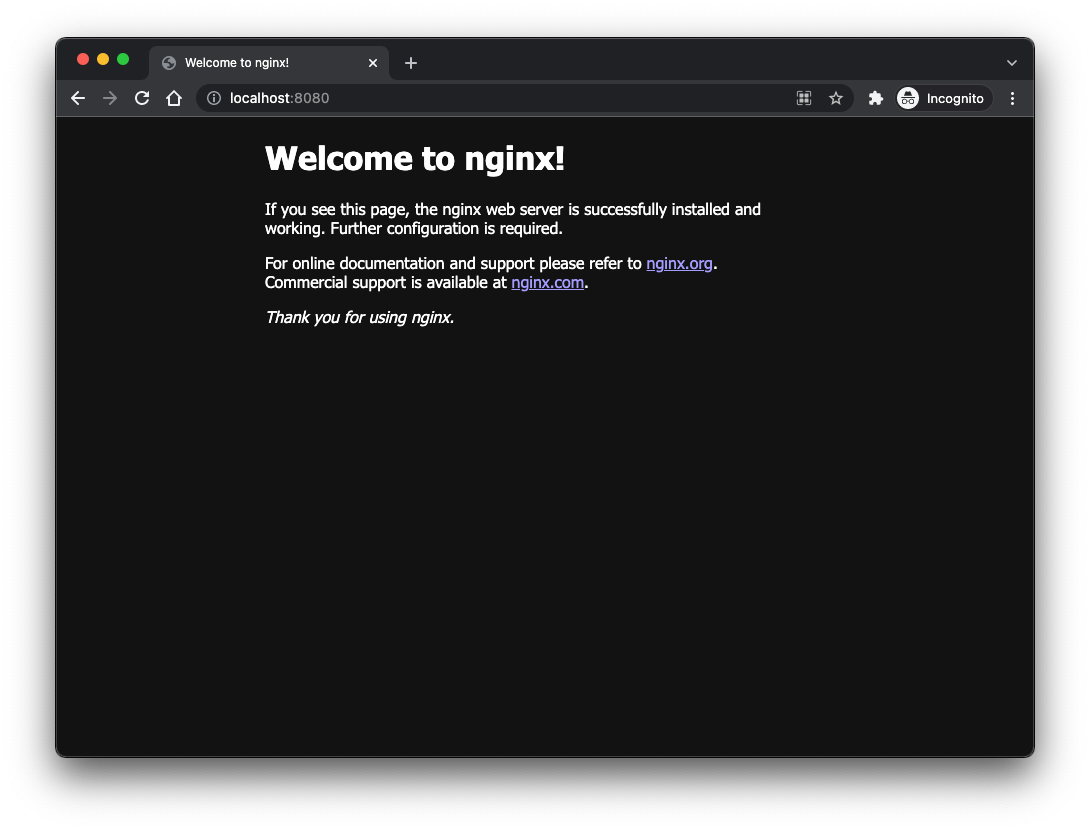 Welcome to nginx!
localhost:8080
Incognito
Welcome to nginx!
If you see this page, the nginx web server is successfully installed and
working. Further configuration is required.
For online documentation and support please refer to nginx.org.
Commercial support is available at nginx.com.
Thank you for using nginx.